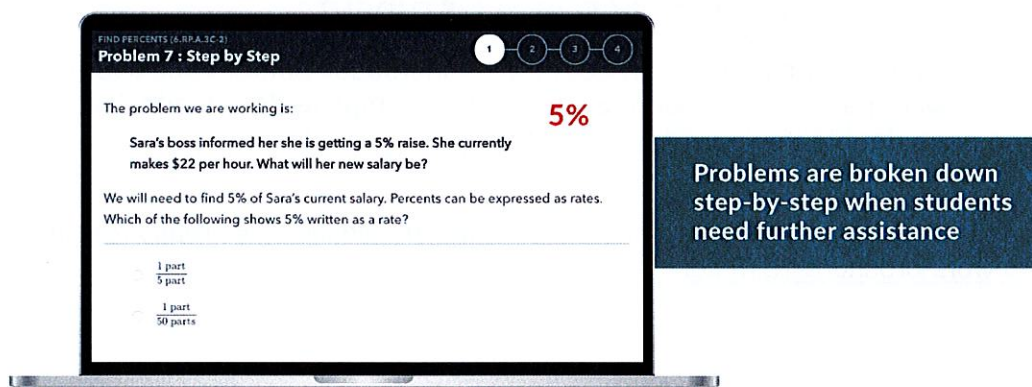 FIND PERCENTS (6.RP.A.3C-2)
Problem 7 : Step by Step
1
2
3
4
The problem we are working is:
5%
Sara's boss informed her she is getting a 5% raise. She currently
makes $22 per hour. What will her new salary be?
We will need to find 5% of Sara's current salary. Percents can be expressed as rates.
Which of the following shows 5% written as a rate?
1 part
5 part
1 part
50 parts
Problems are broken down
step-by-step when students
need further assistance